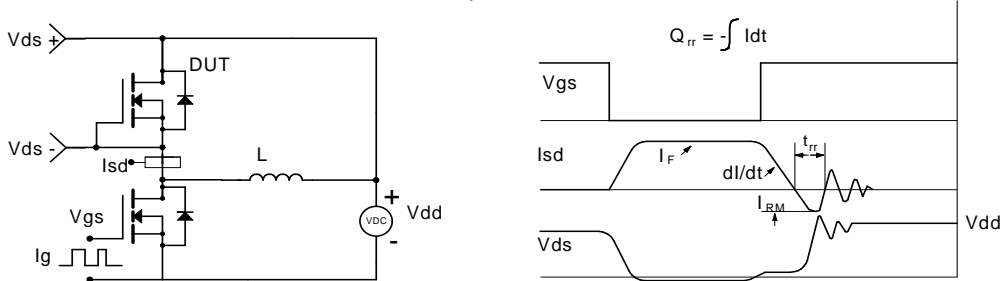 Vds +
DUT
Vds -
Isd
L
Vgs
Ig
+
VDC
-
Vdd
Q rr = -∫ Idt
Vgs
Isd
I F
dI/dt
t rr
I RM
Vds
Vdd